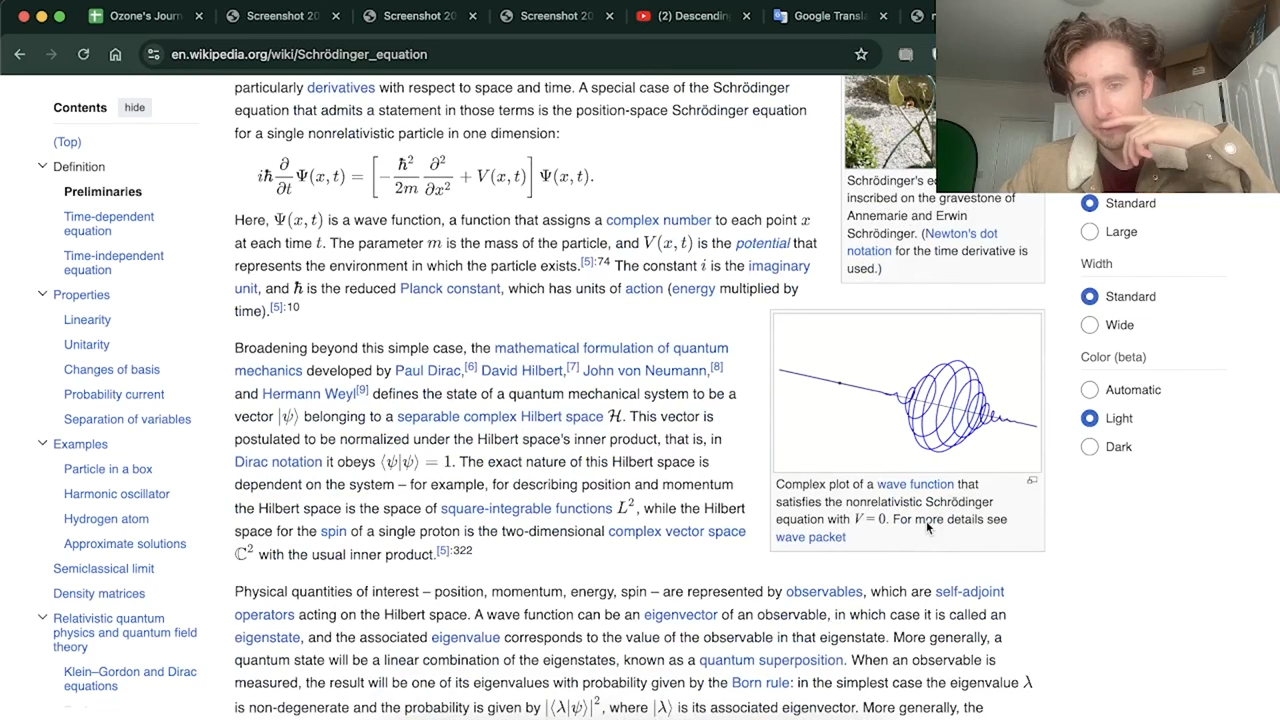 Ozone's Journ
Screenshot 20
Screenshot 20
Screenshot 20
(2) Descending
Google Transla
en.wikipedia.org/wiki/Schrödinger_equation
Contents
hide
(Top)
Definition
Preliminaries
Time-dependent
equation
Time-independent
equation
Properties
Linearity
Unitarity
Changes of basis
Probability current
Separation of variables
Examples
Particle in a box
Harmonic oscillator
Hydrogen atom
Approximate solutions
Semiclassical limit
Density matrices
Relativistic quantum
physics and quantum field
theory
Klein–Gordon and Dirac
equations
particularly derivatives with respect to space and time. A special case of the Schrödinger
equation that admits a statement in those terms is the position-space Schrödinger equation
for a single nonrelativistic particle in one dimension:
iħ ∂/∂t Ψ(x, t) = [−ħ²/2m ∂²/∂x² + V(x, t)] Ψ(x, t).
Here, Ψ(x, t) is a wave function, a function that assigns a complex number to each point x
at each time t. The parameter m is the mass of the particle, and V(x, t) is the potential that
represents the environment in which the particle exists.[5]:74 The constant i is the imaginary
unit, and ħ is the reduced Planck constant, which has units of action (energy multiplied by
time).[5]:10
Broadening beyond this simple case, the mathematical formulation of quantum
mechanics developed by Paul Dirac,[6] David Hilbert,[7] John von Neumann,[8]
and Hermann Weyl[9] defines the state of a quantum mechanical system to be a
vector |ψ⟩ belonging to a separable complex Hilbert space ℋ. This vector is
postulated to be normalized under the Hilbert space's inner product, that is, in
Dirac notation it obeys ⟨ψ|ψ⟩ = 1. The exact nature of this Hilbert space is
dependent on the system – for example, for describing position and momentum
the Hilbert space is the space of square-integrable functions L², while the Hilbert
space for the spin of a single proton is the two-dimensional complex vector space
ℂ² with the usual inner product.[5]:322
Physical quantities of interest – position, momentum, energy, spin – are represented by observables, which are self-adjoint
operators acting on the Hilbert space. A wave function can be an eigenvector of an observable, in which case it is called an
eigenstate, and the associated eigenvalue corresponds to the value of the observable in that eigenstate. More generally, a
quantum state will be a linear combination of the eigenstates, known as a quantum superposition. When an observable is
measured, the result will be one of its eigenvalues with probability given by the Born rule: in the simplest case the eigenvalue λ
is non-degenerate and the probability is given by |⟨λ|ψ⟩|², where |λ⟩ is its associated eigenvector. More generally, the
Schrödinger's e
inscribed on the gravestone of
Annemarie and Erwin
Schrödinger. (Newton's dot
notation for the time derivative is
used.)
Complex plot of a wave function that
satisfies the nonrelativistic Schrödinger
equation with V = 0. For more details see
wave packet
Standard
Large
Width
Standard
Wide
Color (beta)
Automatic
Light
Dark